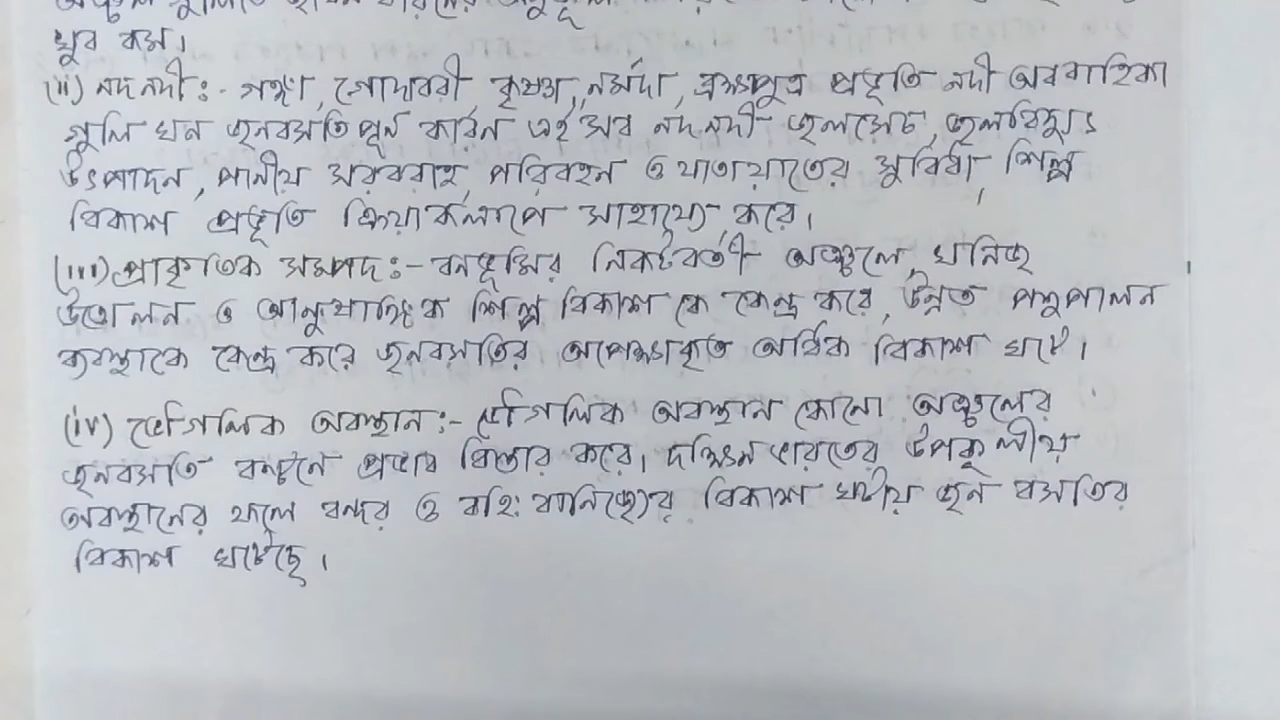 খুব কম।
(ii) নদনদী:- গঙ্গা, গোদাবরী, কৃষ্ণা, নর্মদা, ব্রহ্মপুত্র প্রভৃতি নদী অববাহিকা
গুলি ঘন জনবসতি পূর্ন কারন এই সব নদনদী জলসেচ, জলবিদ্যুৎ
উৎপাদন, পানীয় সরবরাহ, পরিবহন ও যাতায়াতের সুবিধা, শিল্প
বিকাশ প্রভৃতি ক্রিয়াকলাপে সাহায্যে করে।
(iii) প্রাকৃতিক সম্পদ:- বনভূমির নিকটবর্তী অঞ্চলে, খনিজ
উত্তোলন ও আনুষাঙ্গিক শিল্প বিকাশ কে কেন্দ্র করে, উন্নত পশুপালন
ব্যবস্থাকে কেন্দ্র করে জনবসতির অপেক্ষাকৃত অধিক বিকাশ ঘটে।
(iv) ভৌগলিক অবস্থান:- ভৌগলিক অবস্থান কোনো অঞ্চলের
জনবসতি বন্টনে প্রভাব বিস্তার করে। দক্ষিন ভারতের উপকূলীয়
অবস্থানের ফলে বন্দর ও বহিঃ বানিজ্যের বিকাশ ঘটায় জন বসতির
বিকাশ ঘটেছে।